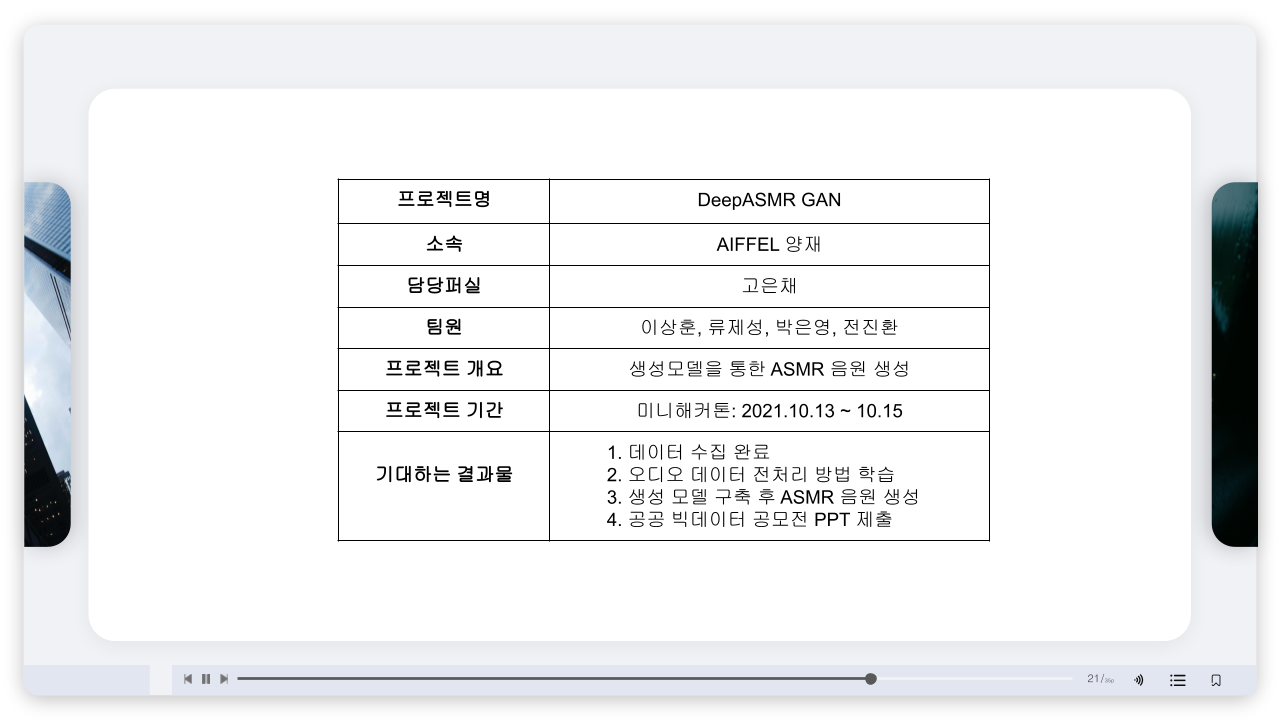 프로젝트명 DeepASMR GAN
소속 AIFFEL 양재
담당퍼실 고은채
팀원 이상훈, 류제성, 박은영, 전진환
프로젝트 개요 생성모델을 통한 ASMR 음원 생성
프로젝트 기간 미니해커톤: 2021.10.13 ~ 10.15
기대하는 결과물
1. 데이터 수집 완료
2. 오디오 데이터 전처리 방법 학습
3. 생성 모델 구축 후 ASMR 음원 생성
4. 공공 빅데이터 공모전 PPT 제출
21/35p